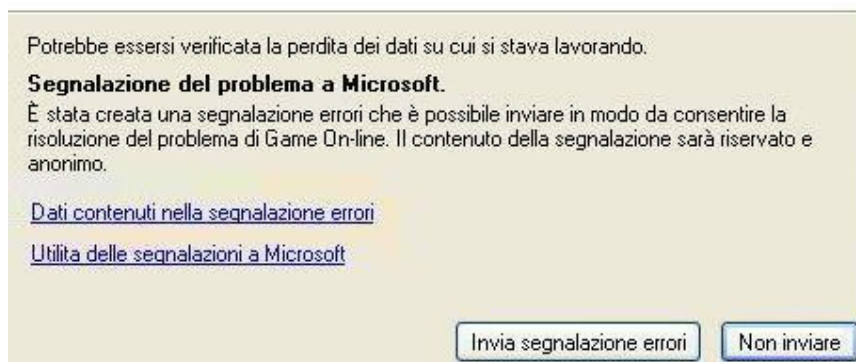 Potrebbe essersi verificata la perdita dei dati su cui si stava lavorando.
Segnalazione del problema a Microsoft.
È stata creata una segnalazione errori che è possibile inviare in modo da consentire la
risoluzione del problema di Game On-line. Il contenuto della segnalazione sarà riservato e
anonimo.
Dati contenuti nella segnalazione errori
Utilita delle segnalazioni a Microsoft
Invia segnalazione errori
Non inviare